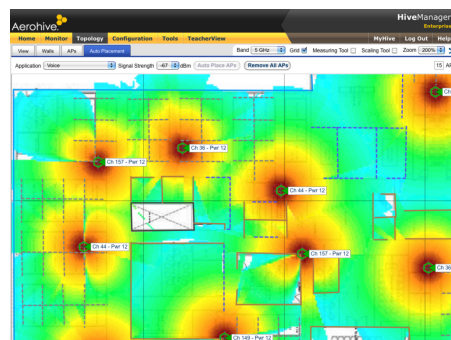 Aerohive.
HiveManager
Enterprise
Home Monitor Topology Configuration Tools TeacherView
MyHive Log Out Help
View Walls APs Auto Placement
Band 5 GHz Grid Measuring Tool Scaling Tool Zoom 200%
Application Voice Signal Strength -67 dBm Auto Place APs Remove All APs
15 AP
Ch
Ch 36 - Pwr 12
Ch 157 - Pwr 12
Ch 44 - Pwr 12
Ch 44 - Pwr 12
Ch 157 - Pwr 12
Ch 36
Ch 149 - Pwr 12